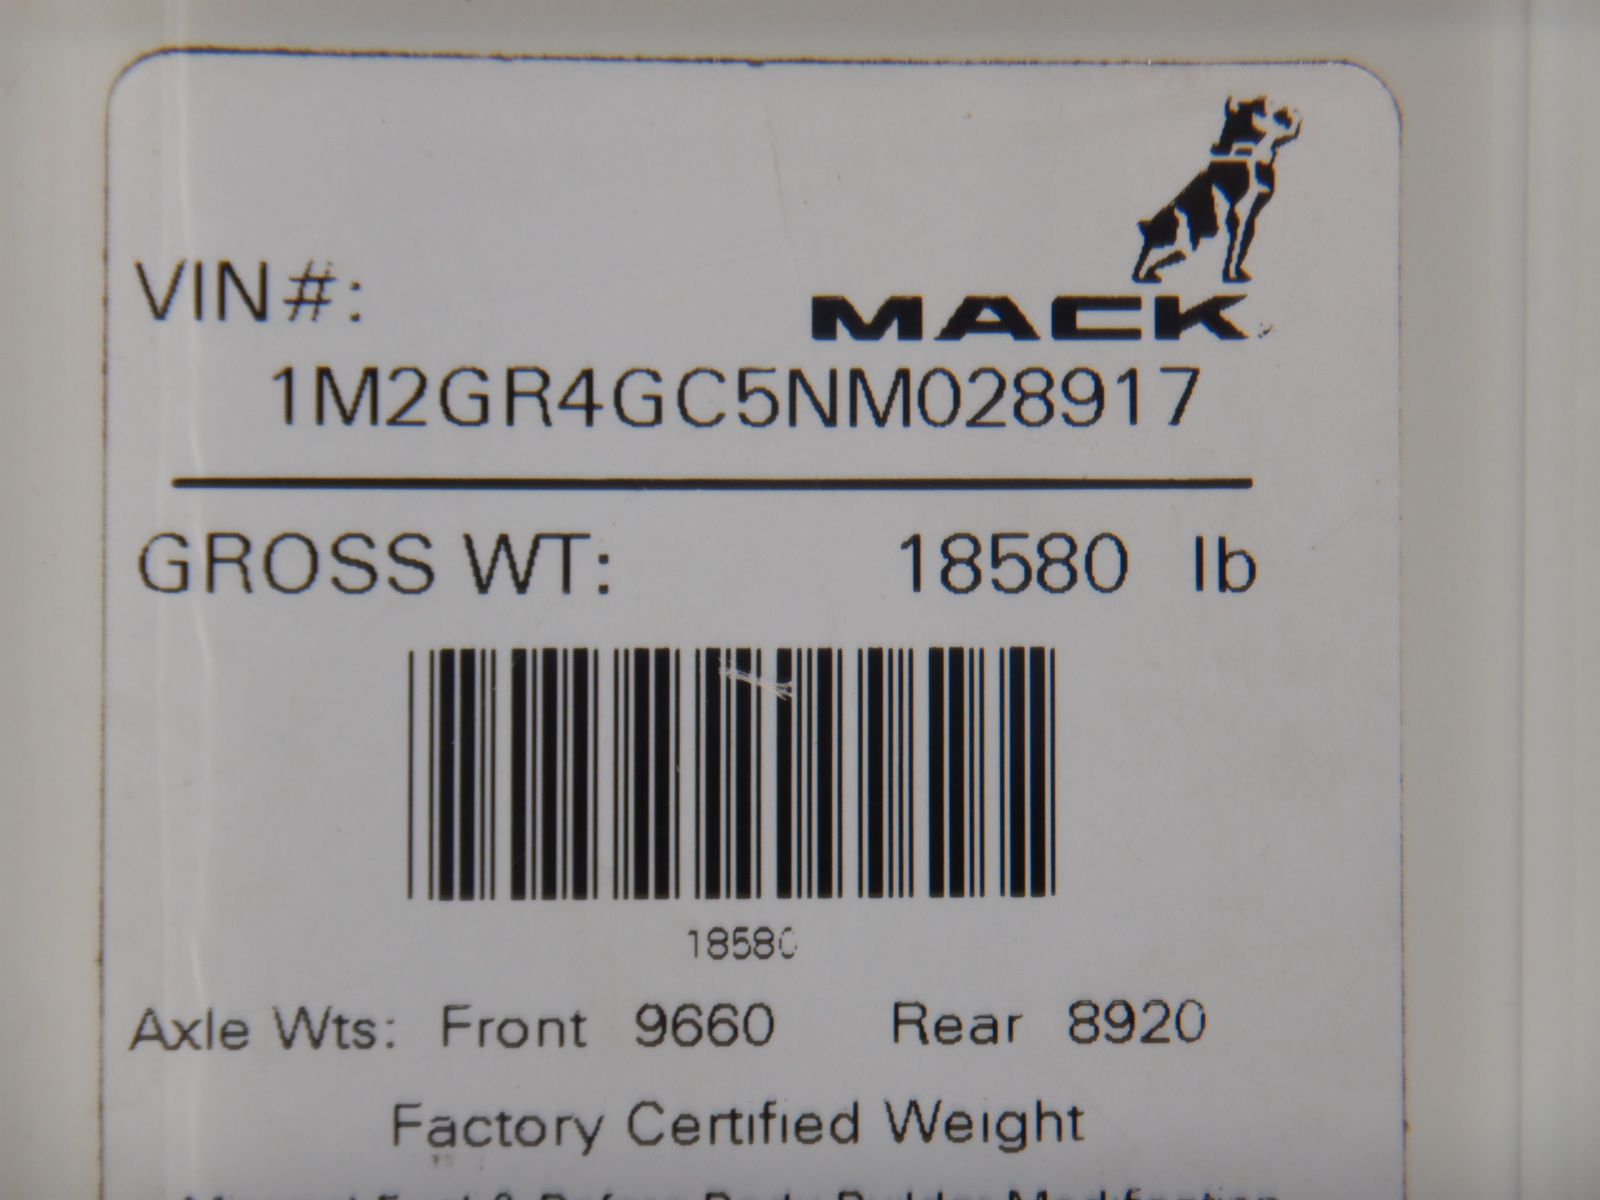 VIN#:
MACK
1M2GR4GC5NM028917
GROSS WT: 18580 lb
18580
Axle Wts: Front 9660 Rear 8920
Factory Certified Weight